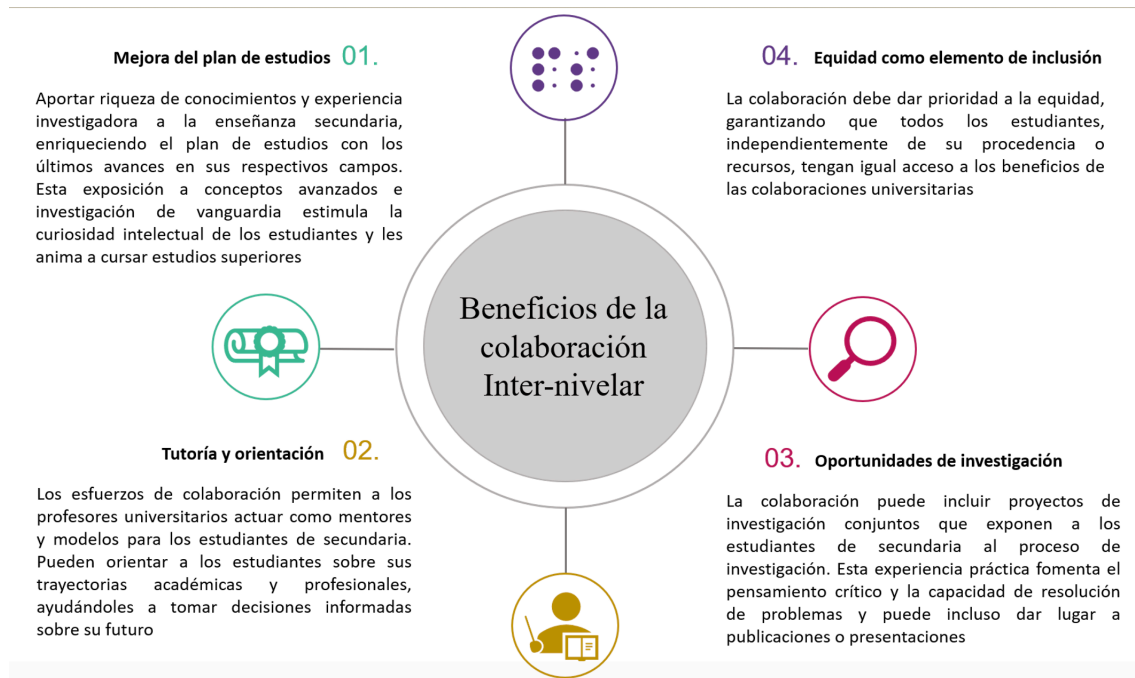 Mejora del plan de estudios 01.
Aportar riqueza de conocimientos y experiencia
investigadora a la enseñanza secundaria,
enriqueciendo el plan de estudios con los
últimos avances en sus respectivos campos.
Esta exposición a conceptos avanzados e
investigación de vanguardia estimula la
curiosidad intelectual de los estudiantes y les
anima a cursar estudios superiores
Tutoría y orientación 02.
Los esfuerzos de colaboración permiten a los
profesores universitarios actuar como mentores
y modelos para los estudiantes de secundaria.
Pueden orientar a los estudiantes sobre sus
trayectorias académicas y profesionales,
ayudándoles a tomar decisiones informadas
sobre su futuro
Beneficios de la
colaboración
Inter-nivelar
04. Equidad como elemento de inclusión
La colaboración debe dar prioridad a la equidad,
garantizando que todos los estudiantes,
independientemente de su procedencia o
recursos, tengan igual acceso a los beneficios de
las colaboraciones universitarias
03. Oportunidades de investigación
La colaboración puede incluir proyectos de
investigación conjuntos que exponen a los
estudiantes de secundaria al proceso de
investigación. Esta experiencia práctica fomenta el
pensamiento crítico y la capacidad de resolución
de problemas y puede incluso dar lugar a
publicaciones o presentaciones